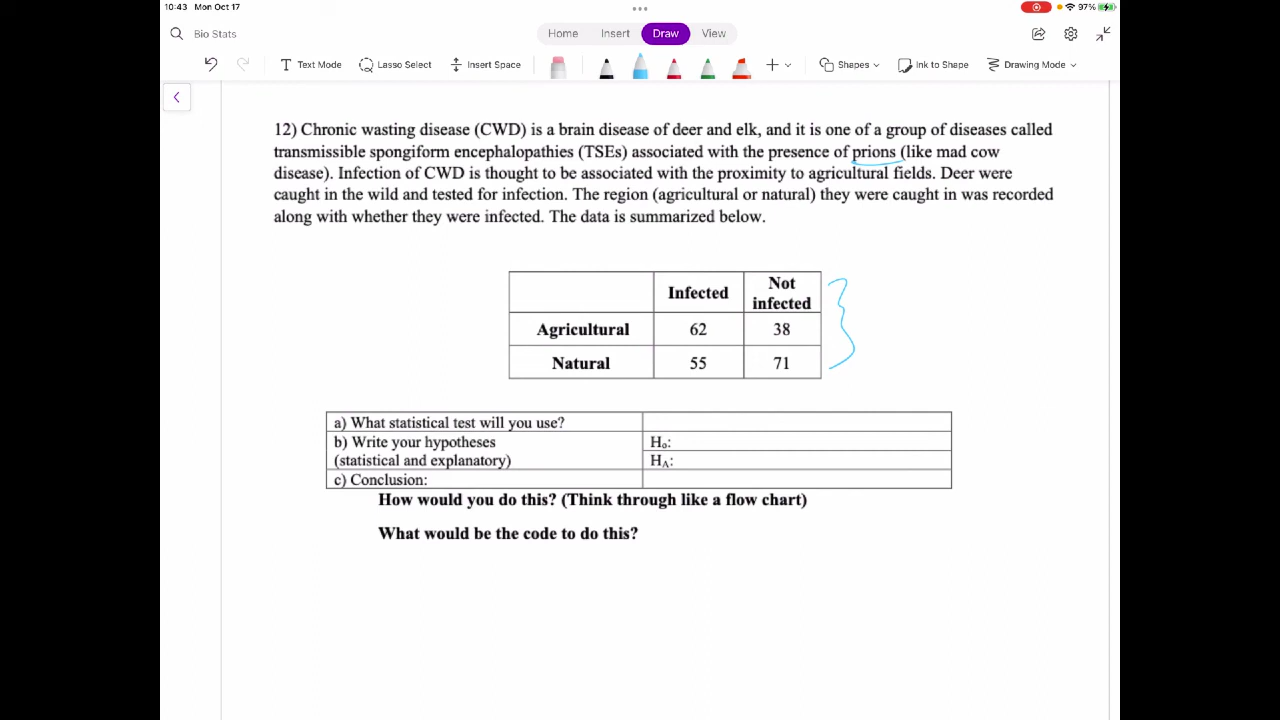 10:43 Mon Oct 17
97%
Bio Stats
Home Insert Draw View
Text Mode Lasso Select Insert Space Shapes Ink to Shape Drawing Mode
12) Chronic wasting disease (CWD) is a brain disease of deer and elk, and it is one of a group of diseases called
transmissible spongiform encephalopathies (TSEs) associated with the presence of prions (like mad cow
disease). Infection of CWD is thought to be associated with the proximity to agricultural fields. Deer were
caught in the wild and tested for infection. The region (agricultural or natural) they were caught in was recorded
along with whether they were infected. The data is summarized below.
Infected Not infected
Agricultural 62 38
Natural 55 71
a) What statistical test will you use?
b) Write your hypotheses Hₒ:
(statistical and explanatory) Hᴀ:
c) Conclusion:
How would you do this? (Think through like a flow chart)
What would be the code to do this?